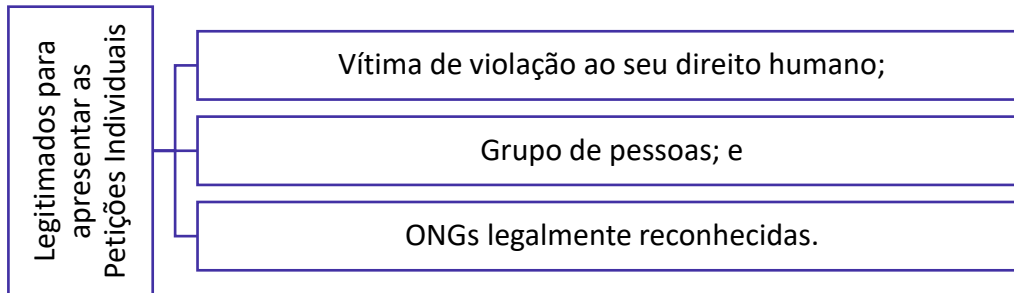 Legitimados para
apresentar as
Petições Individuais
Vítima de violação ao seu direito humano;
Grupo de pessoas; e
ONGs legalmente reconhecidas.